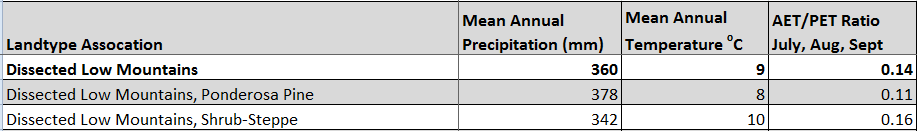 Landtype Assocation Mean Annual Precipitation (mm) Mean Annual Temperature ⁰C AET/PET Ratio July, Aug, Sept
Dissected Low Mountains 360 9 0.14
Dissected Low Mountains, Ponderosa Pine 378 8 0.11
Dissected Low Mountains, Shrub-Steppe 342 10 0.16